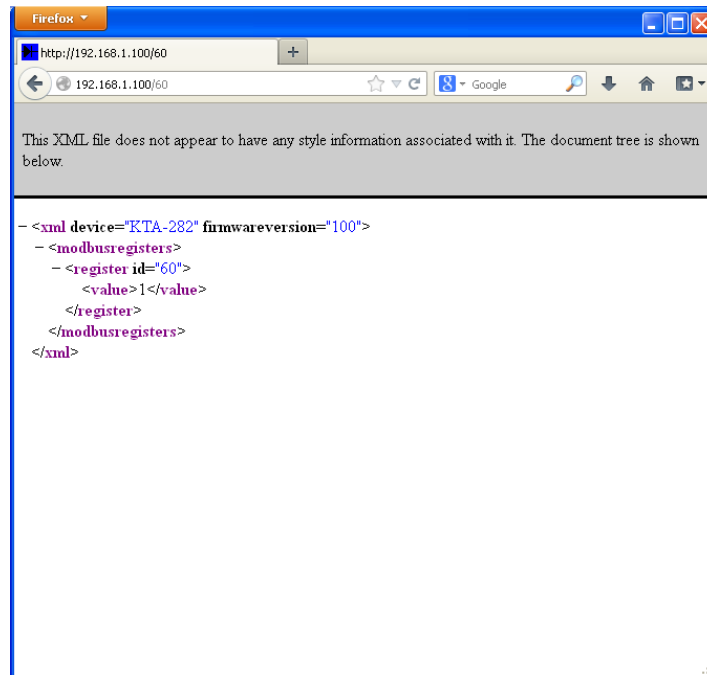 Firefox
http://192.168.1.100/60
192.168.1.100/60
Google
This XML file does not appear to have any style information associated with it. The document tree is shown
below.
− <xml device="KTA-282" firmwareversion="100">
− <modbusregisters>
− <register id="60">
<value>1</value>
</register>
</modbusregisters>
</xml>